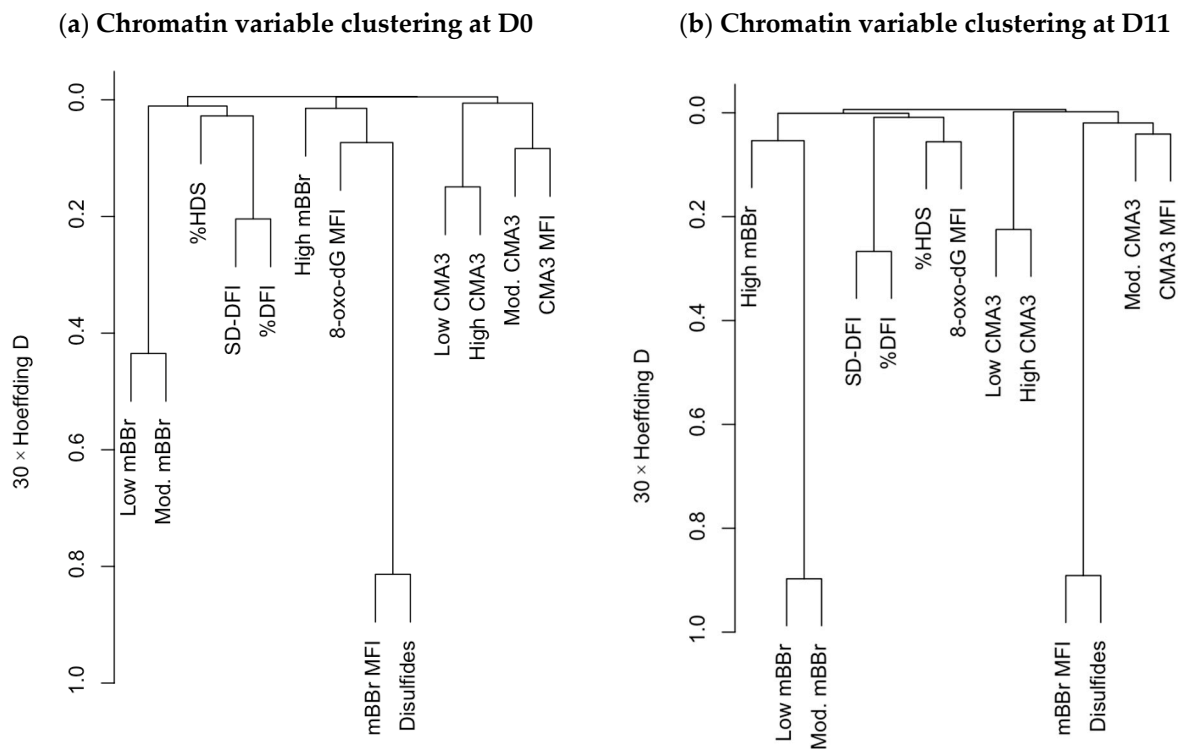 (a) Chromatin variable clustering at D0
(b) Chromatin variable clustering at D11
30 × Hoeffding D
0.0
0.2
0.4
0.6
0.8
1.0
Low mBBr
Mod. mBBr
%HDS
SD-DFI
%DFI
High mBBr
8-oxo-dG MFI
mBBr MFI
Disulfides
Low CMA3
High CMA3
Mod. CMA3
CMA3 MFI
30 × Hoeffding D
0.0
0.2
0.4
0.6
0.8
1.0
High mBBr
Low mBBr
Mod. mBBr
SD-DFI
%DFI
%HDS
8-oxo-dG MFI
Low CMA3
High CMA3
mBBr MFI
Disulfides
Mod. CMA3
CMA3 MFI